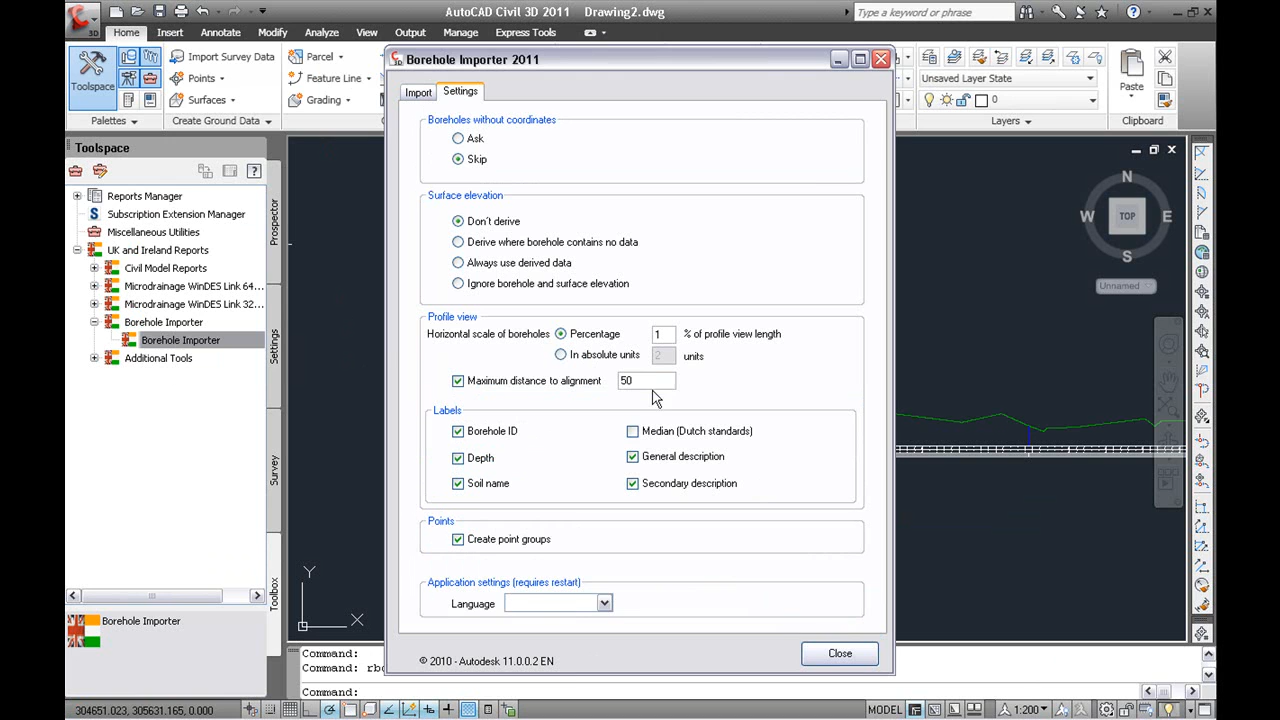 AutoCAD Civil 3D 2011 Drawing2.dwg
Type a keyword or phrase
3D
Home Insert Annotate Modify Analyze View Output Manage Express Tools
Toolspace
Import Survey Data
Points
Surfaces
Parcel
Feature Line
Grading
Palettes
Create Ground Data
Unsaved Layer State
0
Layers
Paste
Clipboard
Toolspace
Reports Manager
Subscription Extension Manager
Miscellaneous Utilities
UK and Ireland Reports
Civil Model Reports
Microdrainage WinDES Link 64...
Microdrainage WinDES Link 32...
Borehole Importer
Borehole Importer
Additional Tools
Prospector
Settings
Survey
Toolbox
Borehole Importer
Borehole Importer 2011
Import Settings
Boreholes without coordinates
Ask
Skip
Surface elevation
Don't derive
Derive where borehole contains no data
Always use derived data
Ignore borehole and surface elevation
Profile view
Horizontal scale of boreholes Percentage 1 % of profile view length
In absolute units 2 units
Maximum distance to alignment 50
Labels
Borehole ID Median (Dutch standards)
Depth General description
Soil name Secondary description
Points
Create point groups
Application settings (requires restart)
Language
© 2010 - Autodesk 11.0.0.2 EN
Close
N
W TOP E
S
Unnamed
Y
X
Command:
Command: rbo
Command:
304651.023, 305631.165, 0.000
MODEL
1:200